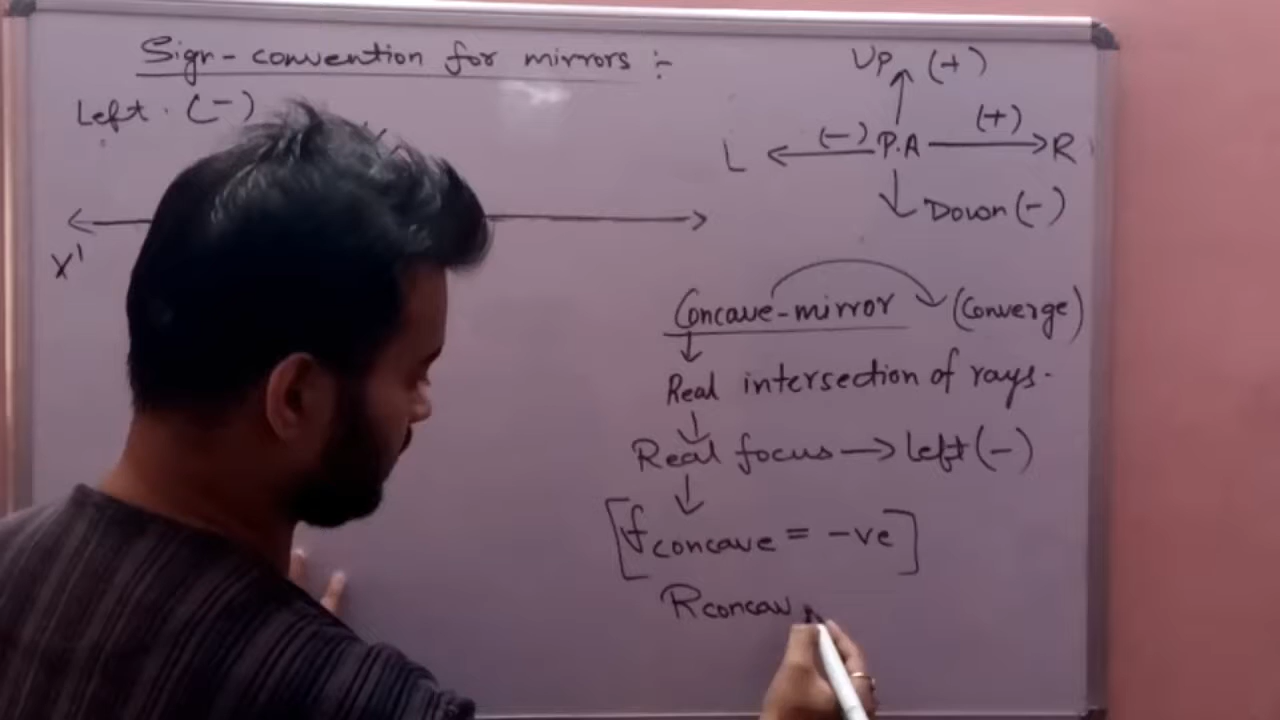 Sign-convention for mirrors :-
Left. (-)
X'
Up (+)
L (-) P.A (+) R
Down (-)
Concave-mirror (Converge)
Real intersection of rays.
Real focus → left (-)
[fconcave = -ve]
Rconcav